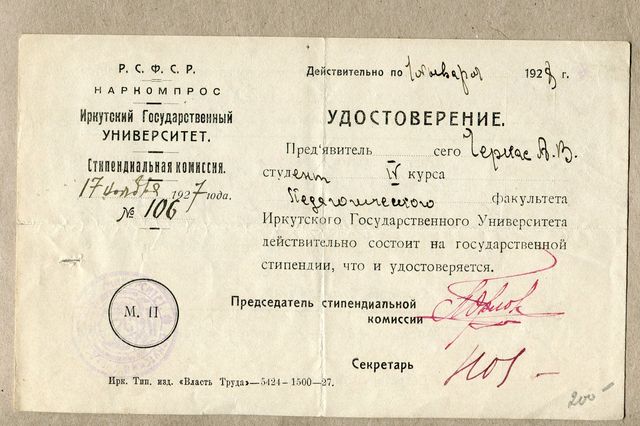 Р. С. Ф. С. Р.
НАРКОМПРОС
Иркутский Государственный
УНИВЕРСИТЕТ.
Стипендиальная комиссия.
17 ноября 1927 года.
№ 106
М. П
Действительно по 1 января 1928 г.
УДОСТОВЕРЕНИЕ.
Пред'явитель сего Черкас А. В.
студент IV курса
Педагогического факультета
Иркутского Государственного Университета
действительно состоит на государственной
стипендии, что и удостоверяется.
Председатель стипендиальной
комиссии
Секретарь
Ирк. Тип. изд. «Власть Труда»—5424—1500—27.
200-